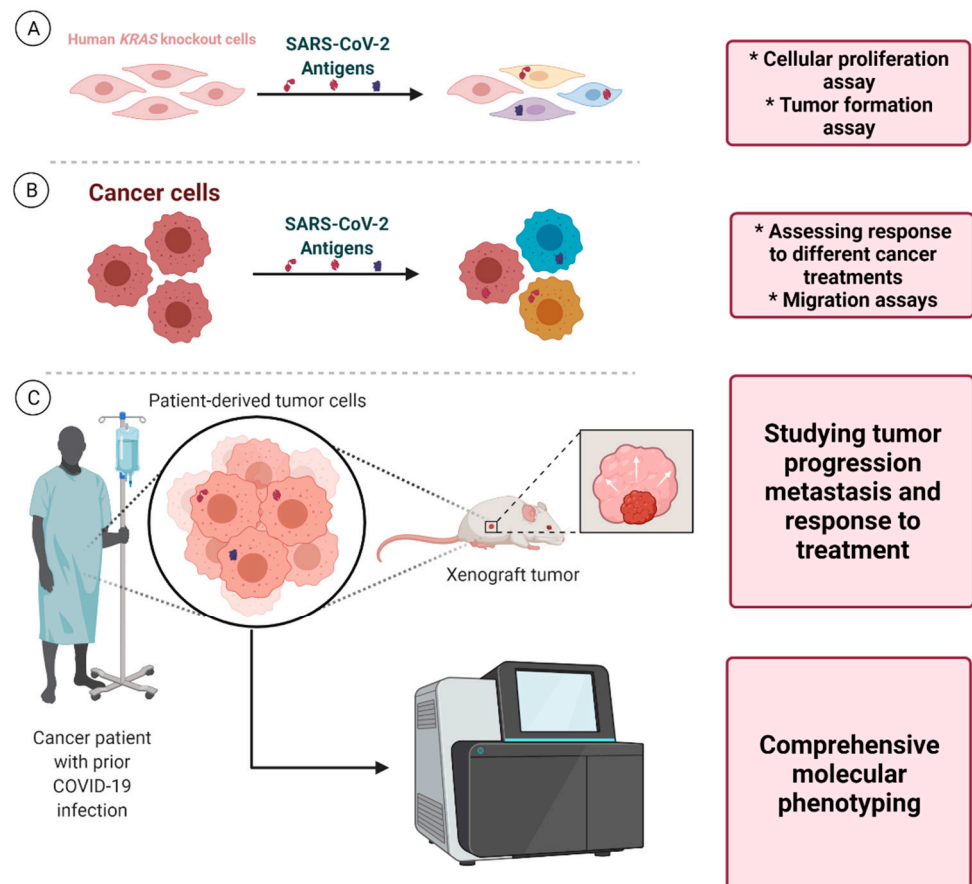 A
Human KRAS knockout cells
SARS-CoV-2
Antigens
* Cellular proliferation
assay
* Tumor formation
assay
B
Cancer cells
SARS-CoV-2
Antigens
* Assessing response
to different cancer
treatments
* Migration assays
C
Patient-derived tumor cells
Xenograft tumor
Studying tumor
progression
metastasis and
response to
treatment
Cancer patient
with prior
COVID-19
infection
Comprehensive
molecular
phenotyping